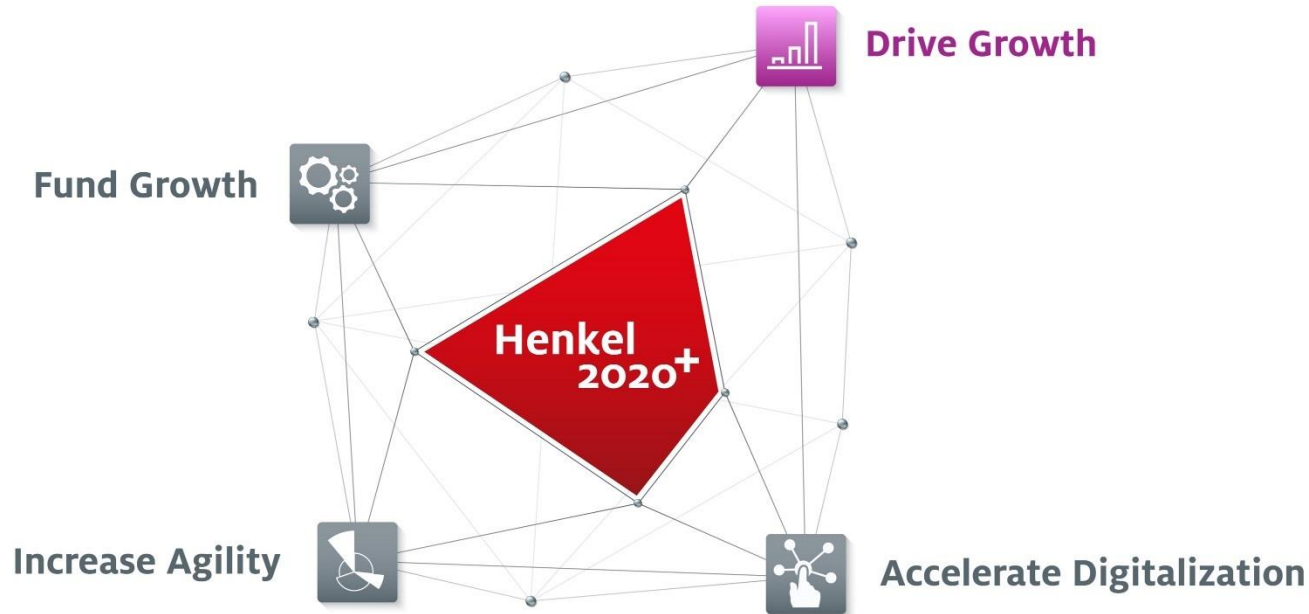 Drive Growth
Fund Growth
Henkel
2020+
Increase Agility
Accelerate Digitalization